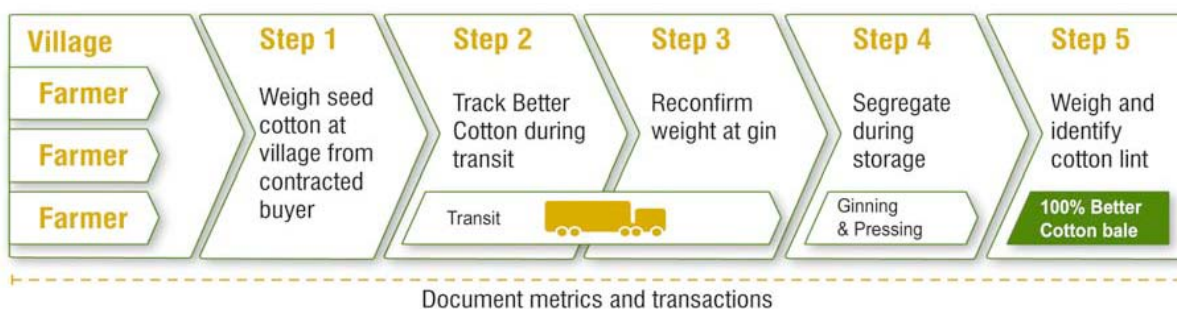 Village
Farmer
Farmer
Farmer
Step 1
Weigh seed
cotton at
village from
contracted
buyer
Step 2
Track Better
Cotton during
transit
Transit
Step 3
Reconfirm
weight at gin
Step 4
Segregate
during
storage
Ginning
& Pressing
Step 5
Weigh and
identify
cotton lint
100% Better
Cotton bale
Document metrics and transactions